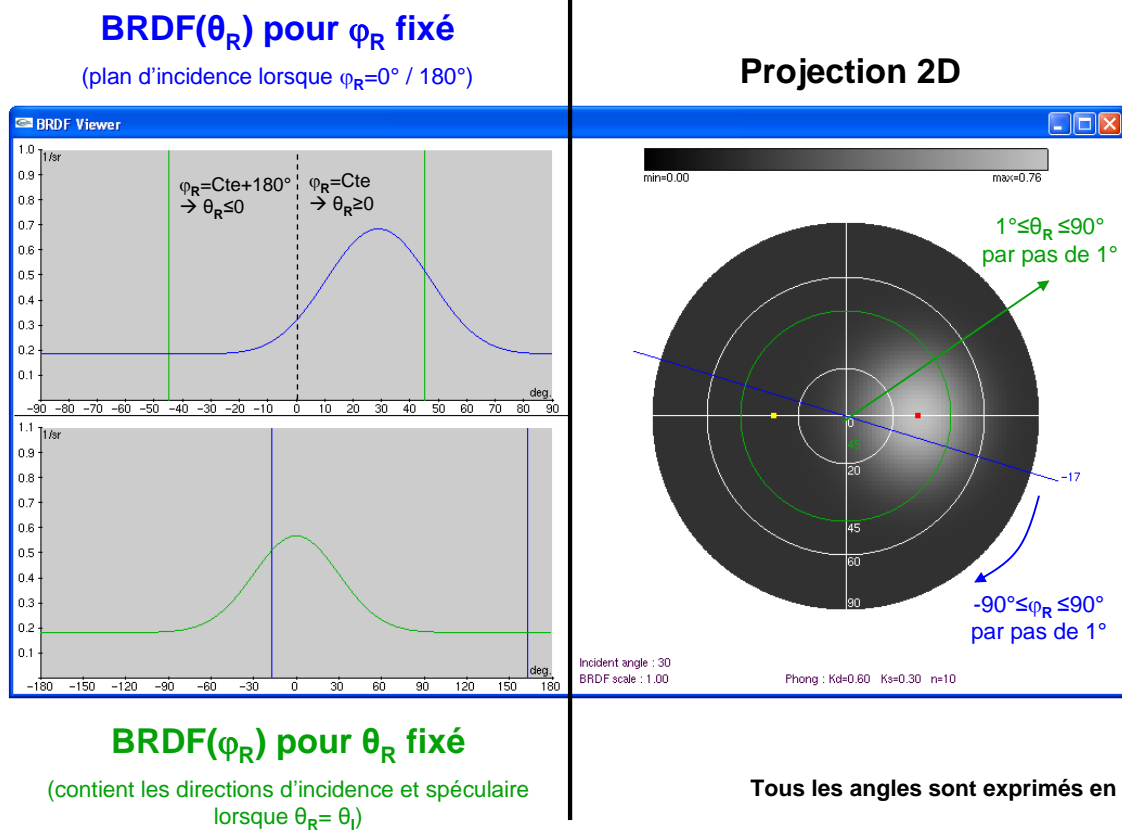 BRDF(θR) pour φR fixé
(plan d'incidence lorsque φR=0° / 180°)
Projection 2D
BRDF Viewer
1/sr
1.0
0.9
0.8
0.7
0.6
0.5
0.4
0.3
0.2
0.1
φR=Cte+180°
→ θR≤0
φR=Cte
→ θR≥0
deg.
-90 -80 -70 -60 -50 -40 -30 -20 -10 0 10 20 30 40 50 60 70 80 90
1/sr
1.1
0.9
0.8
0.7
0.6
0.5
0.4
0.3
0.2
0.1
deg.
-180 -150 -120 -90 -60 -30 0 30 60 90 120 150 180
min=0.00 max=0.76
1°≤θR ≤90°
par pas de 1°
0
45
20
-17
45
60
90
-90°≤φR ≤90°
par pas de 1°
Incident angle : 30
BRDF scale : 1.00 Phong : Kd=0.60 Ks=0.30 n=10
BRDF(φR) pour θR fixé
(contient les directions d'incidence et spéculaire
lorsque θR= θI)
Tous les angles sont exprimés en